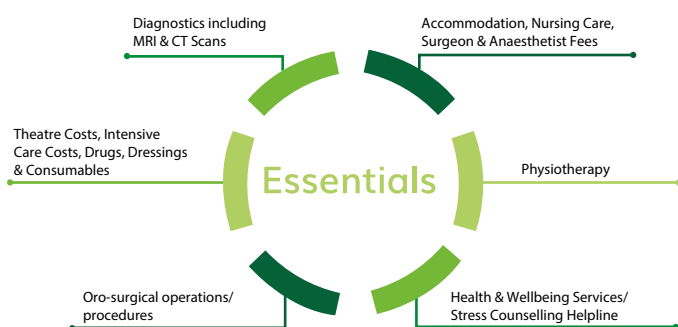 Diagnostics including
MRI & CT Scans
Accommodation, Nursing Care,
Surgeon & Anaesthetist Fees
Theatre Costs, Intensive
Care Costs, Drugs, Dressings
& Consumables
Essentials
Physiotherapy
Oro-surgical operations/
procedures
Health & Wellbeing Services/
Stress Counselling Helpline